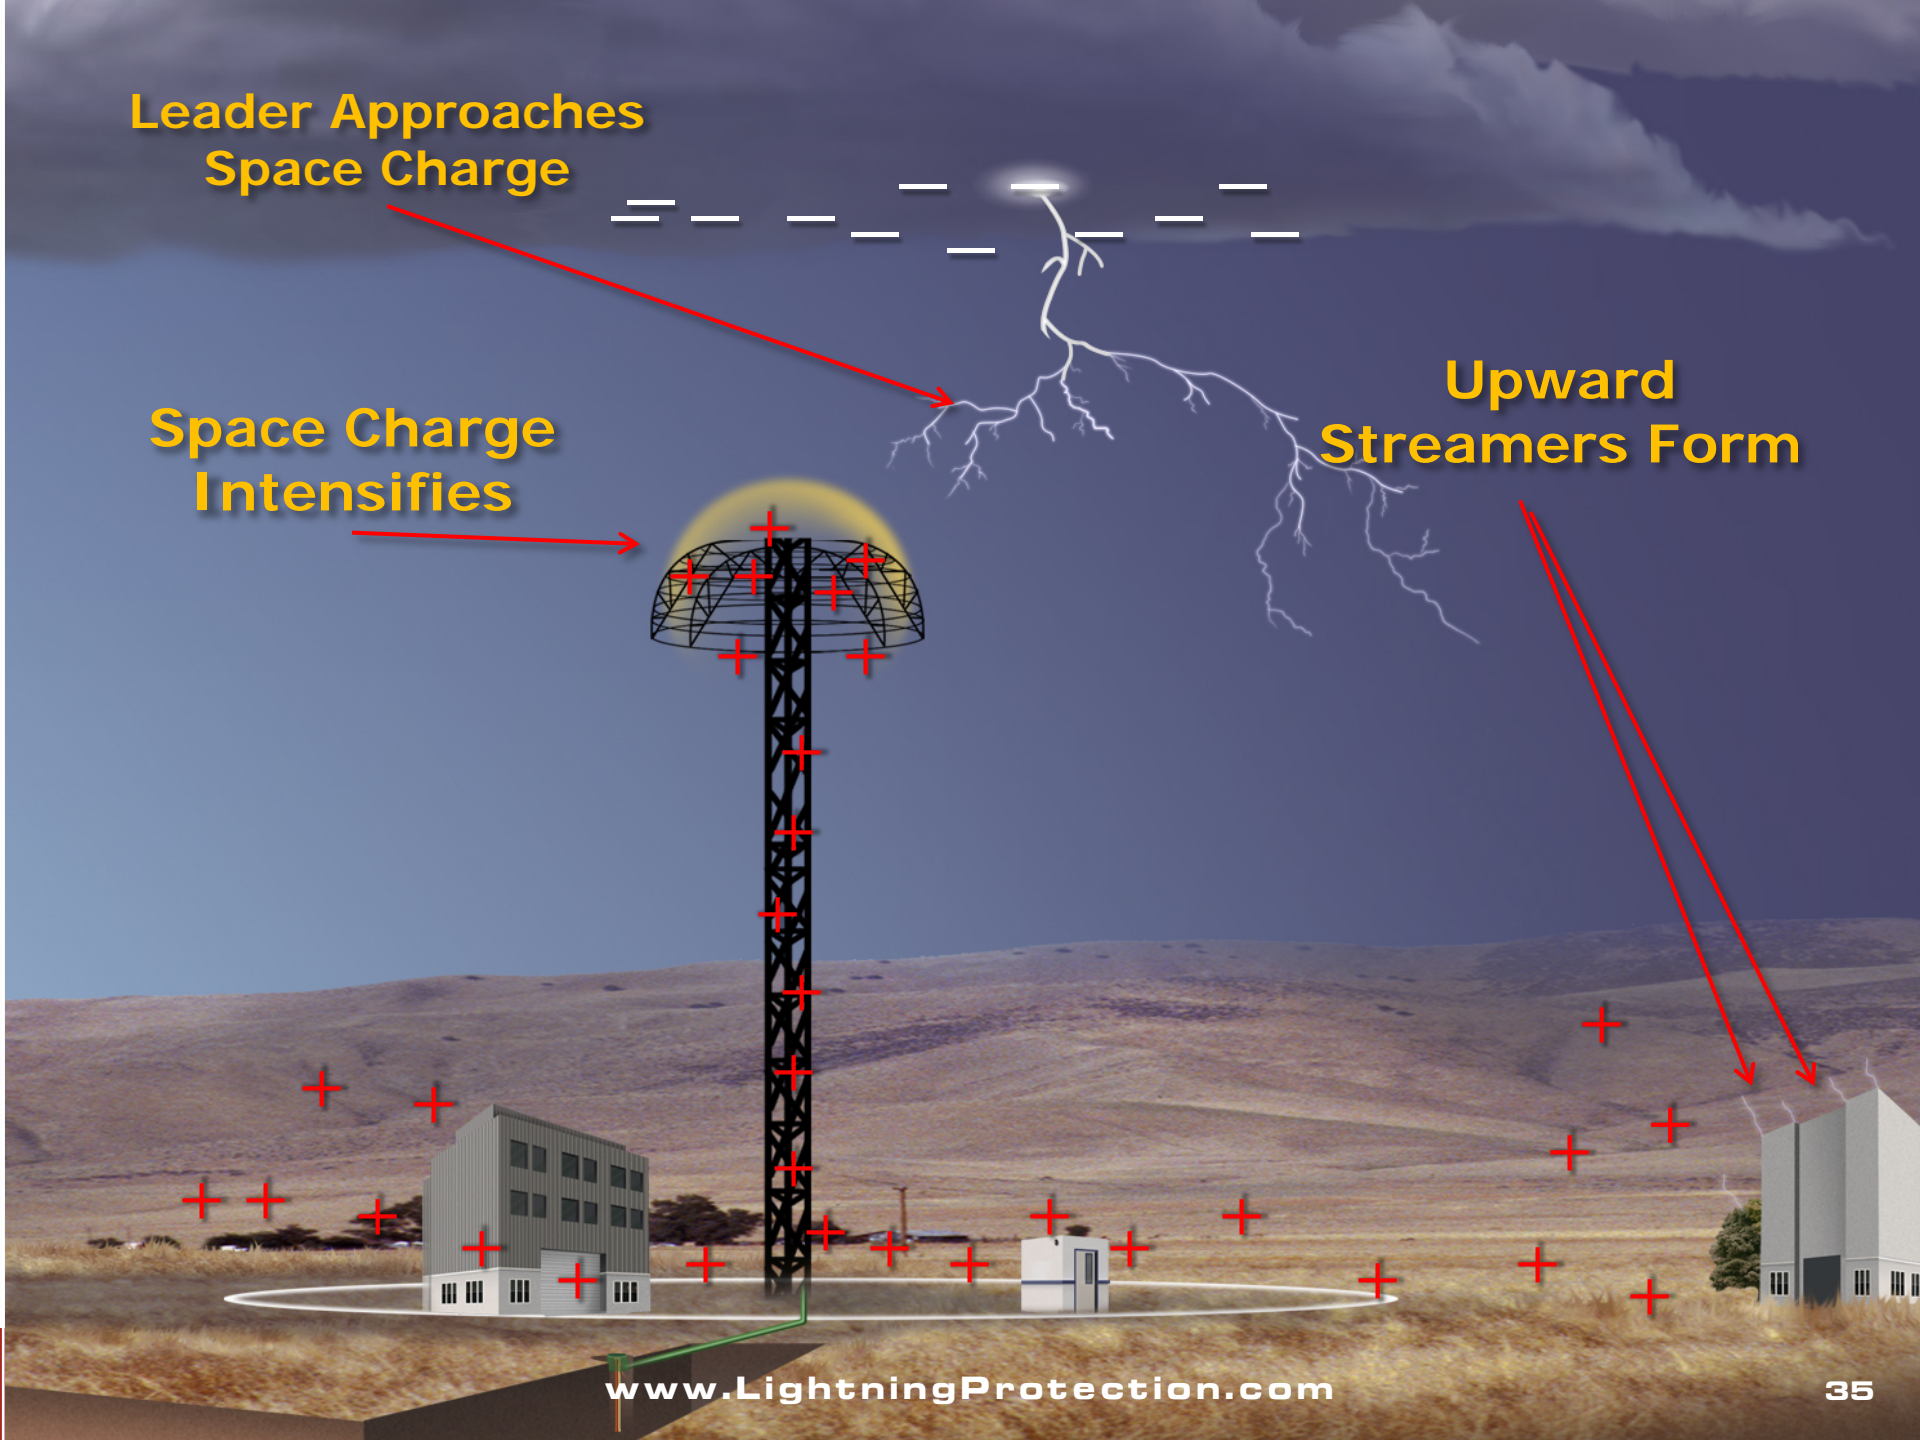 Leader Approaches
Space Charge
Space Charge
Intensifies
Upward
Streamers Form
www.LightningProtection.com
35